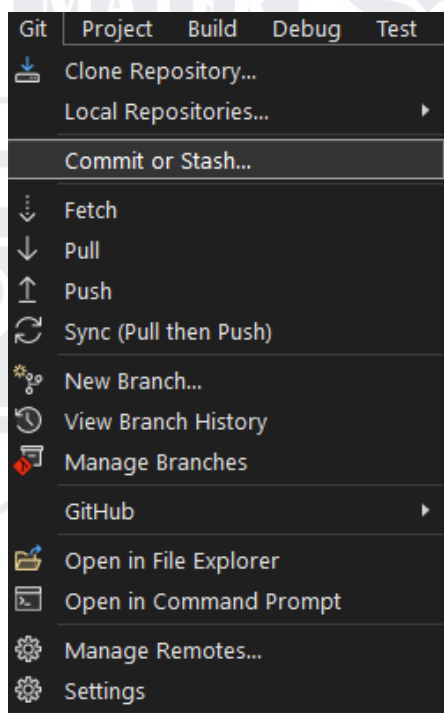 Git Project Build Debug Test
Clone Repository...
Local Repositories...
Commit or Stash...
Fetch
Pull
Push
Sync (Pull then Push)
New Branch...
View Branch History
Manage Branches
GitHub
Open in File Explorer
Open in Command Prompt
Manage Remotes...
Settings